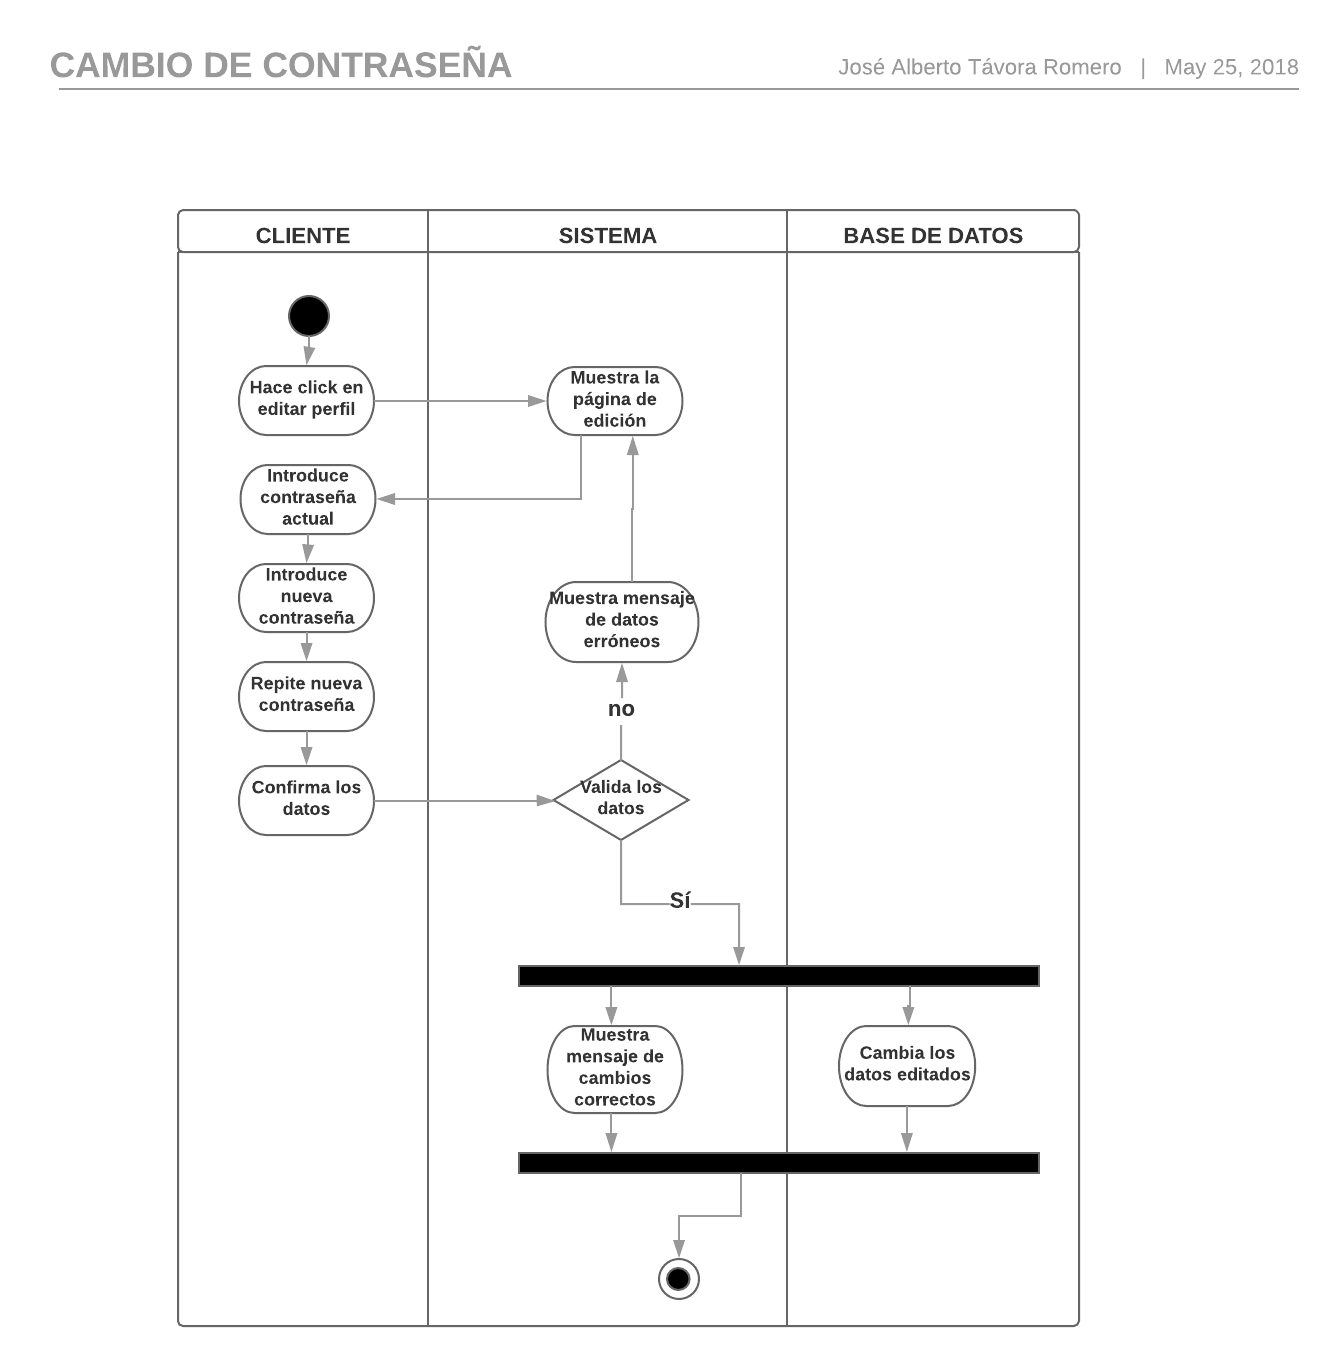 CAMBIO DE CONTRASEÑA
José Alberto Távora Romero | May 25, 2018
CLIENTE
SISTEMA
BASE DE DATOS
Hace click en
editar perfil
Muestra la
página de
edición
Introduce
contraseña
actual
Introduce
nueva
contraseña
Muestra mensaje
de datos
erróneos
Repite nueva
contraseña
no
Confirma los
datos
Valida los
datos
Sí
Muestra
mensaje de
cambios
correctos
Cambia los
datos editados